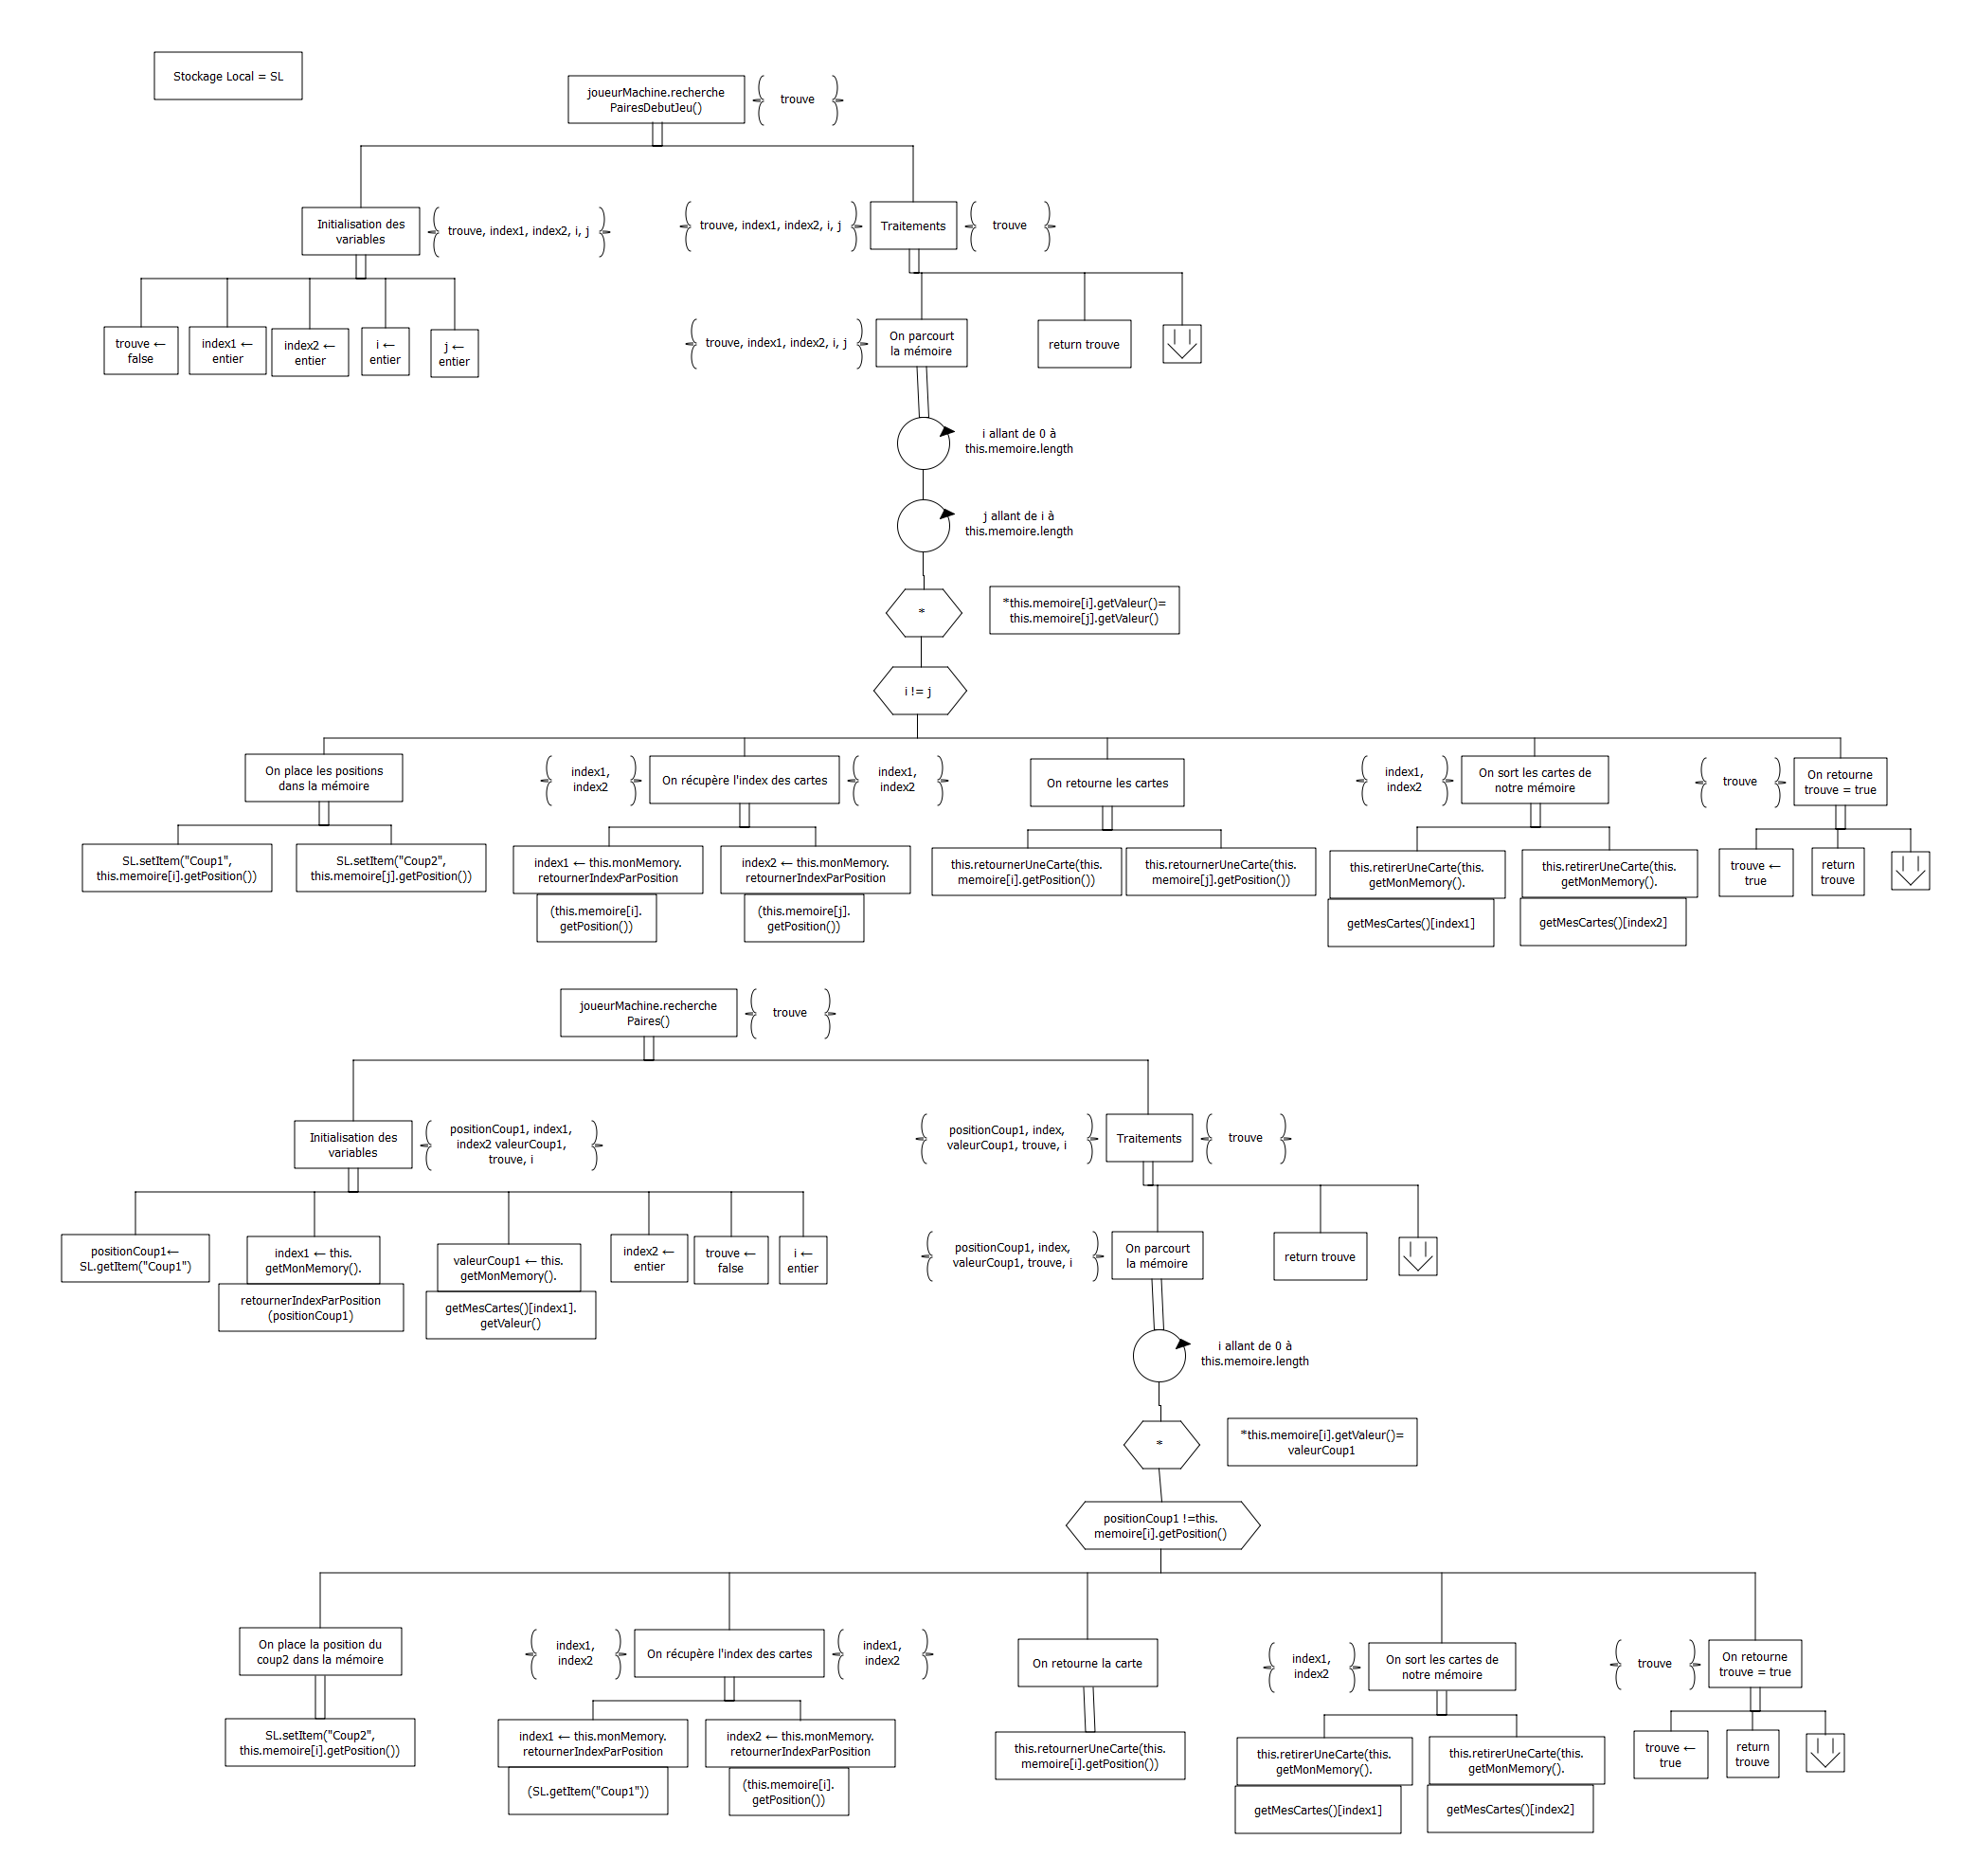 Stockage Local = SL
joueurMachine.recherche
PairesDebutJeu()
trouve
Initialisation des
variables
trouve, index1, index2, i, j
trouve, index1, index2, i, j
Traitements
trouve
trouve ←
false
index1 ←
entier
index2 ←
entier
i ←
entier
j ←
entier
trouve, index1, index2, i, j
On parcourt
la mémoire
return trouve
i allant de 0 à
this.memoire.length
j allant de i à
this.memoire.length
*
*this.memoire[i].getValeur()=
this.memoire[j].getValeur()
i != j
On place les positions
dans la mémoire
index1,
index2
On récupère l'index des cartes
index1,
index2
On retourne les cartes
index1,
index2
On sort les cartes de
notre mémoire
trouve
On retourne
trouve = true
SL.setItem("Coup1",
this.memoire[i].getPosition())
SL.setItem("Coup2",
this.memoire[j].getPosition())
index1 ← this.monMemory.
retournerIndexParPosition
(this.memoire[i].
getPosition())
index2 ← this.monMemory.
retournerIndexParPosition
(this.memoire[j].
getPosition())
this.retournerUneCarte(this.
memoire[i].getPosition())
this.retournerUneCarte(this.
memoire[j].getPosition())
this.retirerUneCarte(this.
getMonMemory().
getMesCartes()[index1]
this.retirerUneCarte(this.
getMonMemory().
getMesCartes()[index2]
trouve ←
true
return
trouve
joueurMachine.recherche
Paires()
trouve
Initialisation des
variables
positionCoup1, index1,
index2 valeurCoup1,
trouve, i
positionCoup1, index,
valeurCoup1, trouve, i
Traitements
trouve
positionCoup1←
SL.getItem("Coup1")
index1 ← this.
getMonMemory().
retournerIndexParPosition
(positionCoup1)
valeurCoup1 ← this.
getMonMemory().
getMesCartes()[index1].
getValeur()
index2 ←
entier
trouve ←
false
i ←
entier
positionCoup1, index,
valeurCoup1, trouve, i
On parcourt
la mémoire
return trouve
i allant de 0 à
this.memoire.length
*
*this.memoire[i].getValeur()=
valeurCoup1
positionCoup1 !=this.
memoire[i].getPosition()
On place la position du
coup2 dans la mémoire
index1,
index2
On récupère l'index des cartes
index1,
index2
On retourne la carte
index1,
index2
On sort les cartes de
notre mémoire
trouve
On retourne
trouve = true
SL.setItem("Coup2",
this.memoire[i].getPosition())
index1 ← this.monMemory.
retournerIndexParPosition
(SL.getItem("Coup1"))
index2 ← this.monMemory.
retournerIndexParPosition
(this.memoire[i].
getPosition())
this.retournerUneCarte(this.
memoire[i].getPosition())
this.retirerUneCarte(this.
getMonMemory().
getMesCartes()[index1]
this.retirerUneCarte(this.
getMonMemory().
getMesCartes()[index2]
trouve ←
true
return
trouve